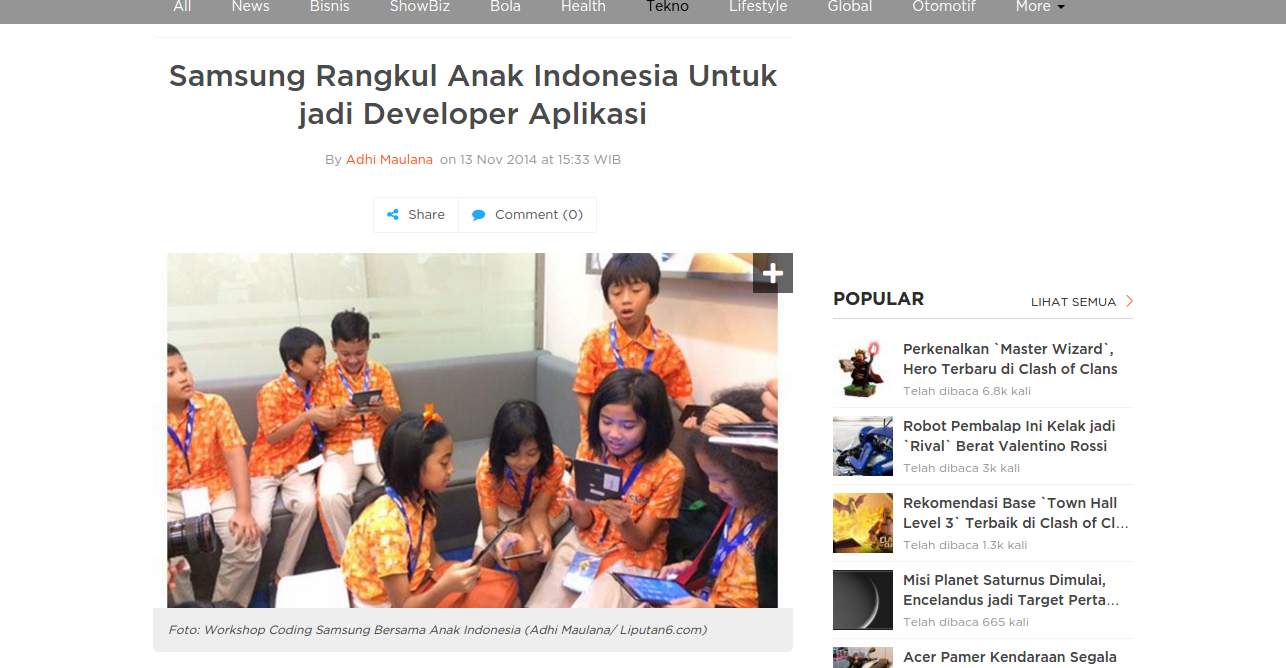 All News Bisnis ShowBiz Bola Health Tekno Lifestyle Global Otomotif More
Samsung Rangkul Anak Indonesia Untuk
jadi Developer Aplikasi
By Adhi Maulana on 13 Nov 2014 at 15:33 WIB
Share Comment (0)
Foto: Workshop Coding Samsung Bersama Anak Indonesia (Adhi Maulana/ Liputan6.com)
POPULAR LIHAT SEMUA
Perkenalkan `Master Wizard`,
Hero Terbaru di Clash of Clans
Telah dibaca 6.8k kali
Robot Pembalap Ini Kelak jadi
`Rival` Berat Valentino Rossi
Telah dibaca 3k kali
Rekomendasi Base `Town Hall
Level 3` Terbaik di Clash of Cl...
Telah dibaca 1.3k kali
Misi Planet Saturnus Dimulai,
Encelandus jadi Target Perta...
Telah dibaca 665 kali
Acer Pamer Kendaraan Segala